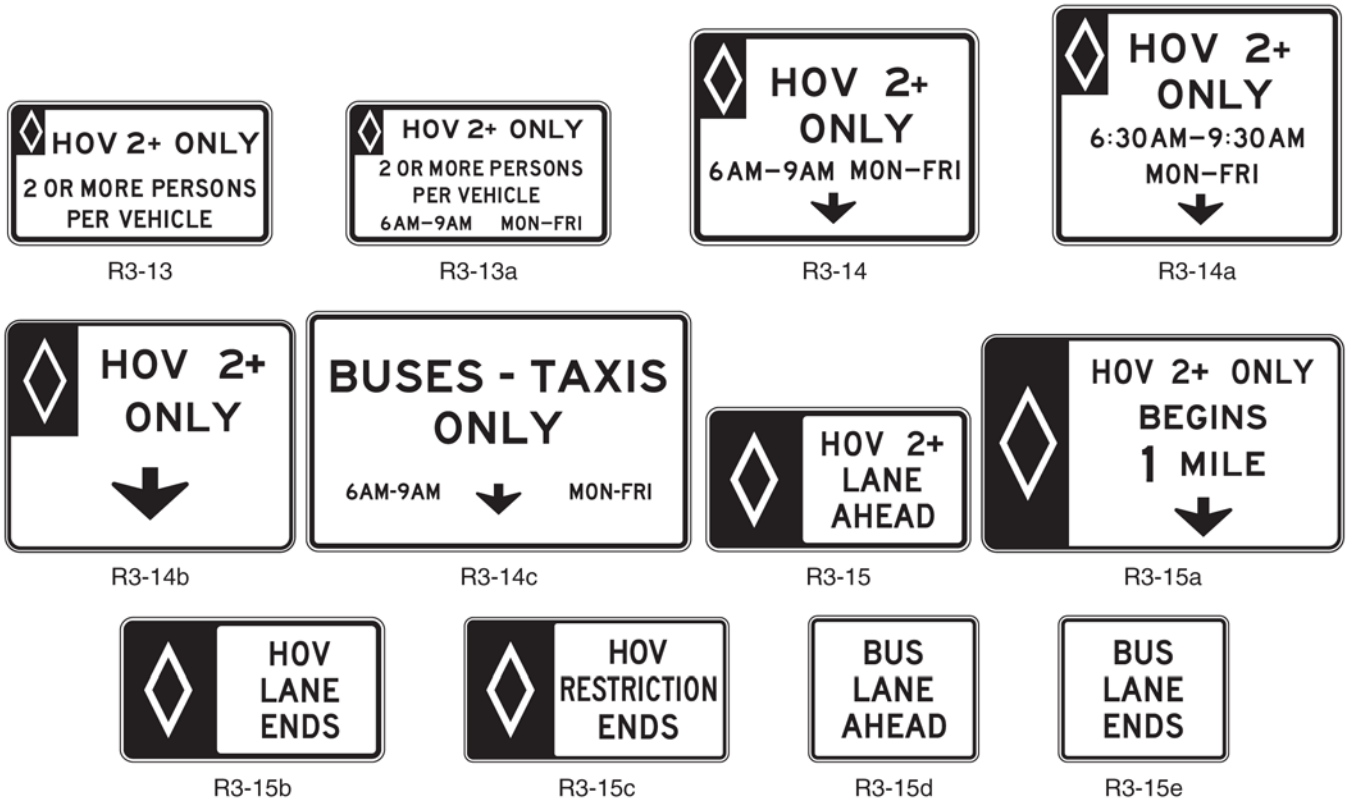 HOV 2+ ONLY
2 OR MORE PERSONS
PER VEHICLE
R3-13
HOV 2+ ONLY
2 OR MORE PERSONS
PER VEHICLE
6AM–9AM MON–FRI
R3-13a
HOV 2+
ONLY
6AM–9AM MON–FRI
R3-14
HOV 2+
ONLY
6:30AM–9:30AM
MON–FRI
R3-14a
HOV 2+
ONLY
R3-14b
BUSES - TAXIS
ONLY
6AM-9AM MON-FRI
R3-14c
HOV 2+
LANE
AHEAD
R3-15
HOV 2+ ONLY
BEGINS
1 MILE
R3-15a
HOV
LANE
ENDS
R3-15b
HOV
RESTRICTION
ENDS
R3-15c
BUS
LANE
AHEAD
R3-15d
BUS
LANE
ENDS
R3-15e